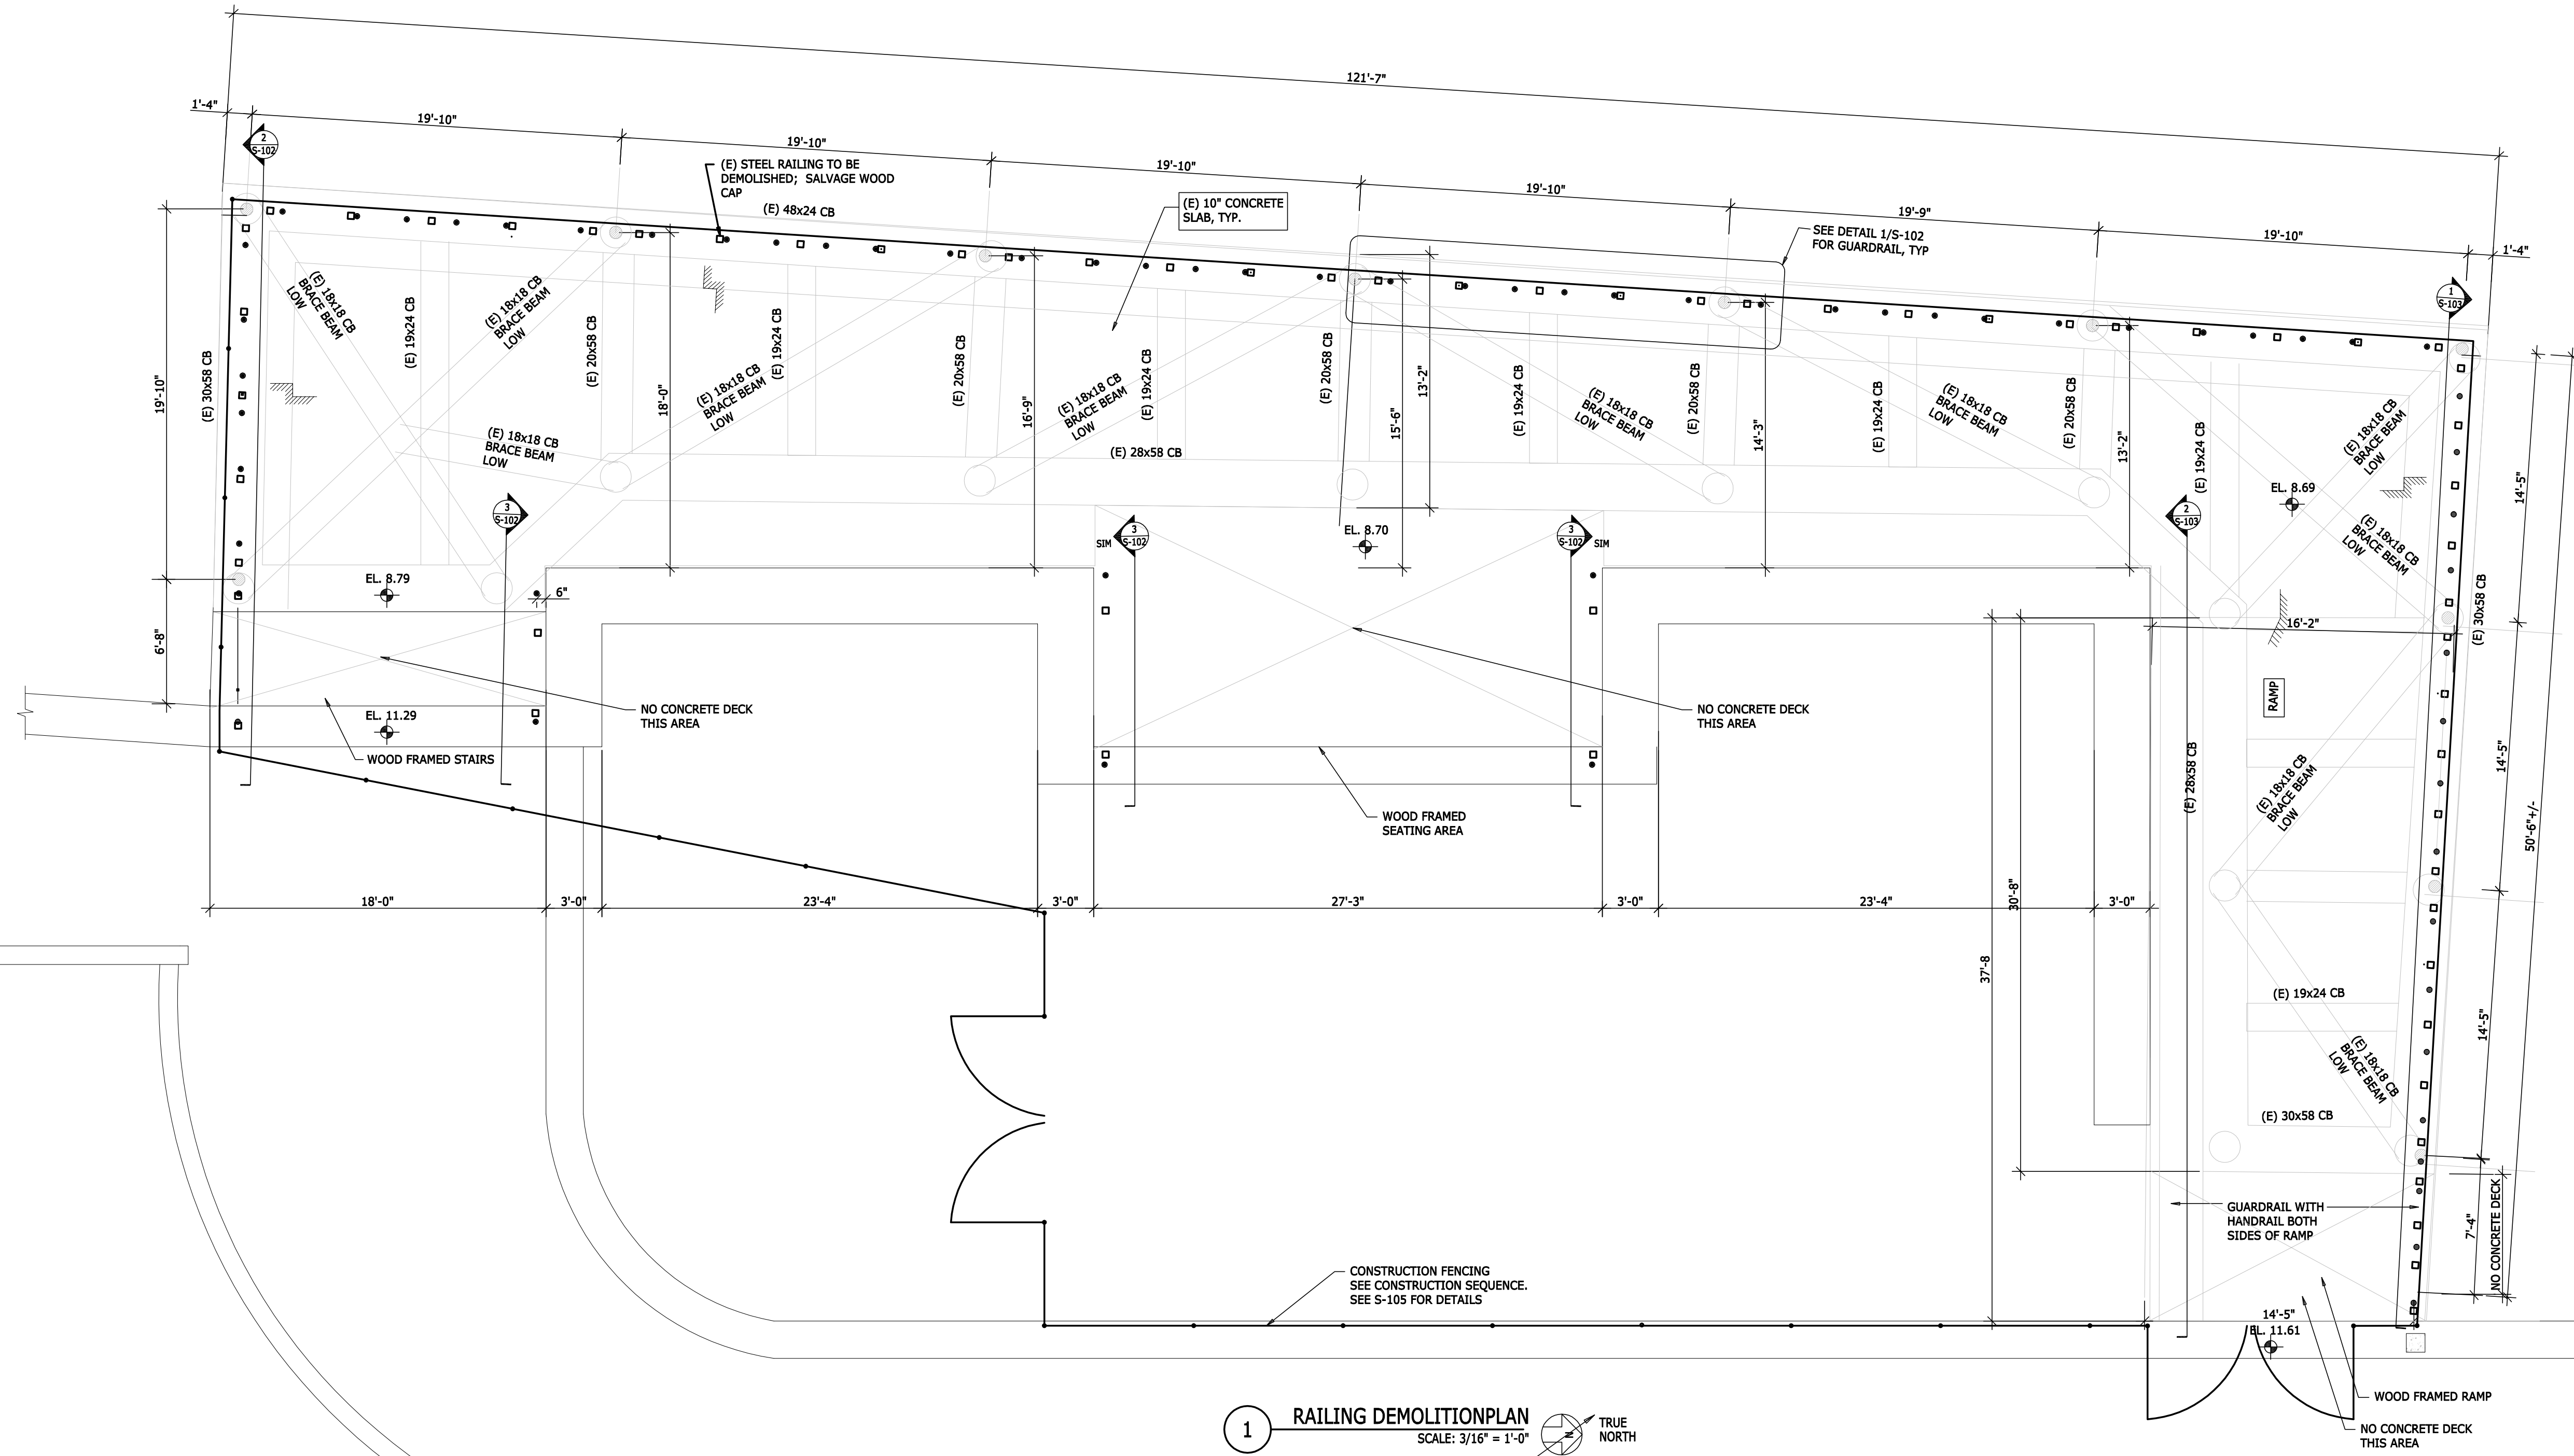 121'-7"
1'-4"
19'-10"
19'-10"
19'-10"
19'-10"
19'-9"
19'-10"
1'-4"
2
S-102
(E) STEEL RAILING TO BE
DEMOLISHED; SALVAGE WOOD
CAP
(E) 48x24 CB
(E) 10" CONCRETE
SLAB, TYP.
SEE DETAIL 1/S-102
FOR GUARDRAIL, TYP
1
S-103
(E) 18x18 CB
BRACE BEAM
LOW
(E) 19x24 CB
(E) 18x18 CB
BRACE BEAM
LOW
(E) 20x58 CB
(E) 19x24 CB
(E) 18x18 CB
BRACE BEAM
LOW
(E) 20x58 CB
(E) 18x18 CB
BRACE BEAM
LOW
(E) 19x24 CB
(E) 20x58 CB
(E) 19x24 CB
(E) 18x18 CB
BRACE BEAM
LOW
(E) 20x58 CB
(E) 19x24 CB
(E) 18x18 CB
BRACE BEAM
LOW
(E) 20x58 CB
(E) 19x24 CB
(E) 18x18 CB
BRACE BEAM
LOW
19'-10"
(E) 30x58 CB
18'-0"
16'-9"
15'-6"
13'-2"
14'-3"
13'-2"
(E) 18x18 CB
BRACE BEAM
LOW
(E) 28x58 CB
3
S-102
3
S-102
SIM
EL. 8.70
3
S-102
SIM
2
S-103
EL. 8.69
14'-5"
(E) 18x18 CB
BRACE BEAM
LOW
EL. 8.79
6"
6'-8"
16'-2"
(E) 30x58 CB
RAMP
EL. 11.29
NO CONCRETE DECK
THIS AREA
NO CONCRETE DECK
THIS AREA
WOOD FRAMED STAIRS
WOOD FRAMED
SEATING AREA
(E) 28x58 CB
(E) 18x18 CB
BRACE BEAM
LOW
14'-5"
50'-6"+/-
18'-0"
3'-0"
23'-4"
3'-0"
27'-3"
3'-0"
23'-4"
3'-0"
30'-8"
37'-8
(E) 19x24 CB
14'-5"
(E) 18x18 CB
BRACE BEAM
LOW
(E) 30x58 CB
GUARDRAIL WITH
HANDRAIL BOTH
SIDES OF RAMP
7'-4"
NO CONCRETE DECK
CONSTRUCTION FENCING
SEE CONSTRUCTION SEQUENCE.
SEE S-105 FOR DETAILS
14'-5"
EL. 11.61
WOOD FRAMED RAMP
NO CONCRETE DECK
THIS AREA
1
RAILING DEMOLITIONPLAN
SCALE: 3/16" = 1'-0"
N
TRUE
NORTH